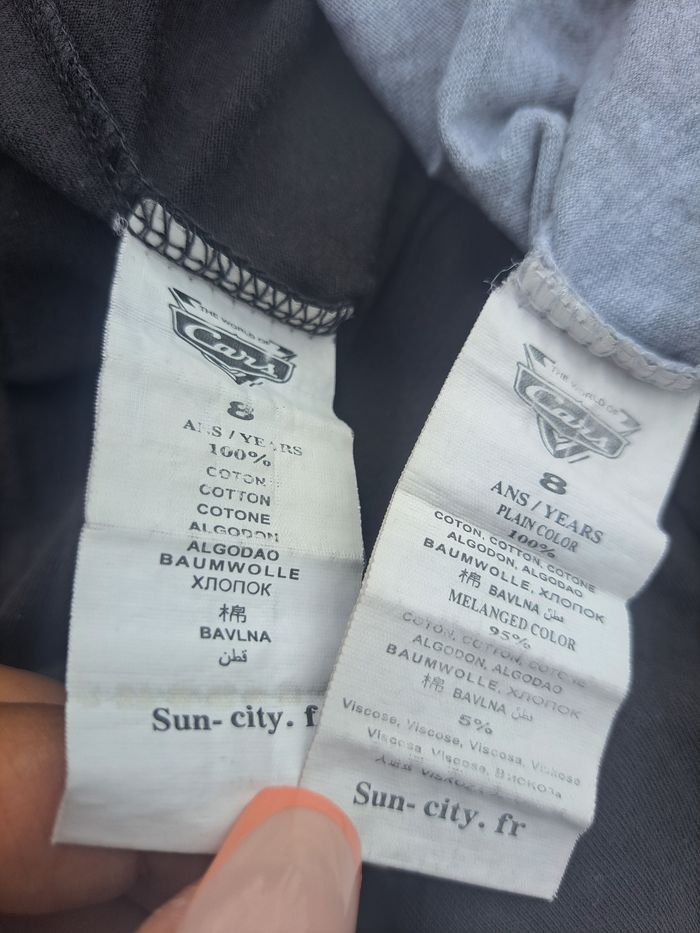 THE WORLD OF
Cars
8
ANS / YEARS
100%
COTON
COTTON
COTONE
ALGODON
ALGODAO
BAUMWOLLE
ХЛОПОК
棉
BAVLNA
قطن
Sun-city.f
THE WORLD OF
Cars
8
ANS / YEARS
PLAIN COLOR
100%
COTON, COTTON, COTONE
ALGODON, ALGODAO
BAUMWOLLE, ХЛОПОК
棉 BAVLNA قطن
MELANGED COLOR
95%
COTON, COTTON, COTONE
ALGODON, ALGODAO
BAUMWOLLE, ХЛОПОК
棉 BAVLNA قطن
5%
Viscose, Viscose, Viscosa, Viskose
Viscosa, Viscose, Вискоза
Sun-city.fr